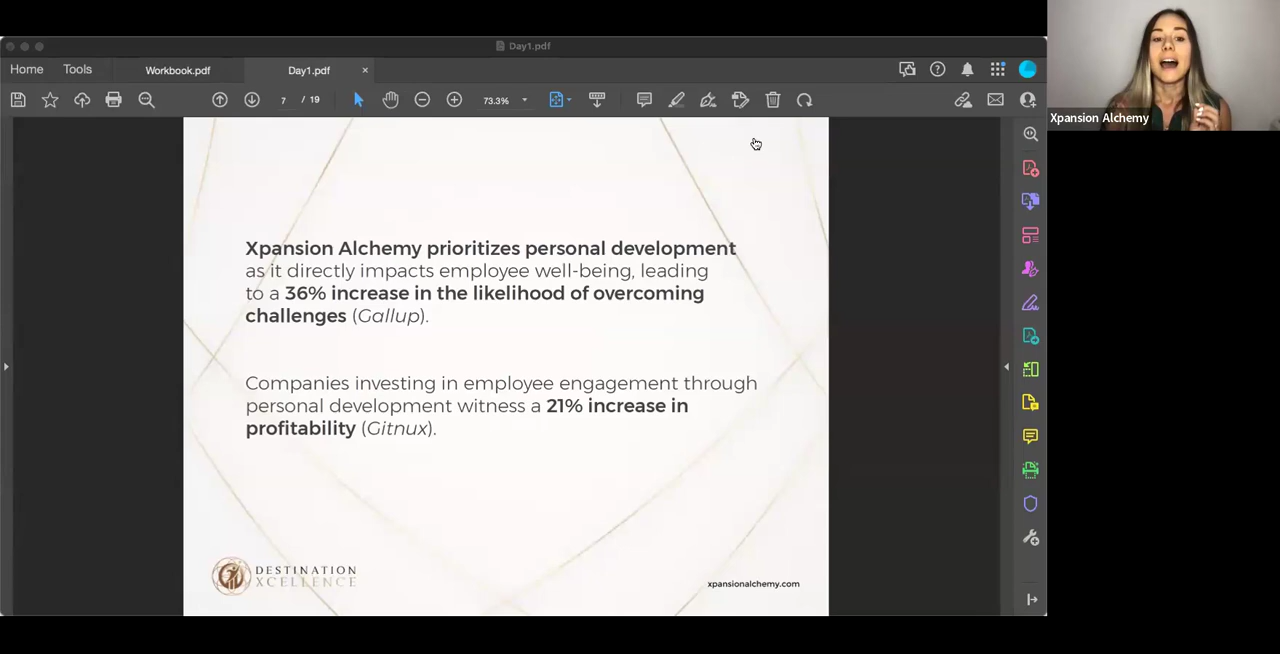 Day1.pdf
Home
Tools
Workbook.pdf
Day1.pdf
7 / 19
73.3%
Xpansion Alchemy
Xpansion Alchemy prioritizes personal development
as it directly impacts employee well-being, leading
to a 36% increase in the likelihood of overcoming
challenges (Gallup).
Companies investing in employee engagement through
personal development witness a 21% increase in
profitability (Gitnux).
DESTINATION
XCELLENCE
xpansionalchemy.com